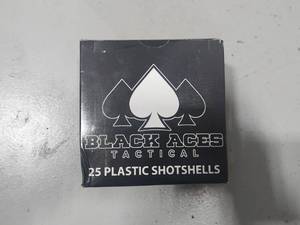 BLACK ACES
TACTICAL
25 PLASTIC SHOTSHELLS